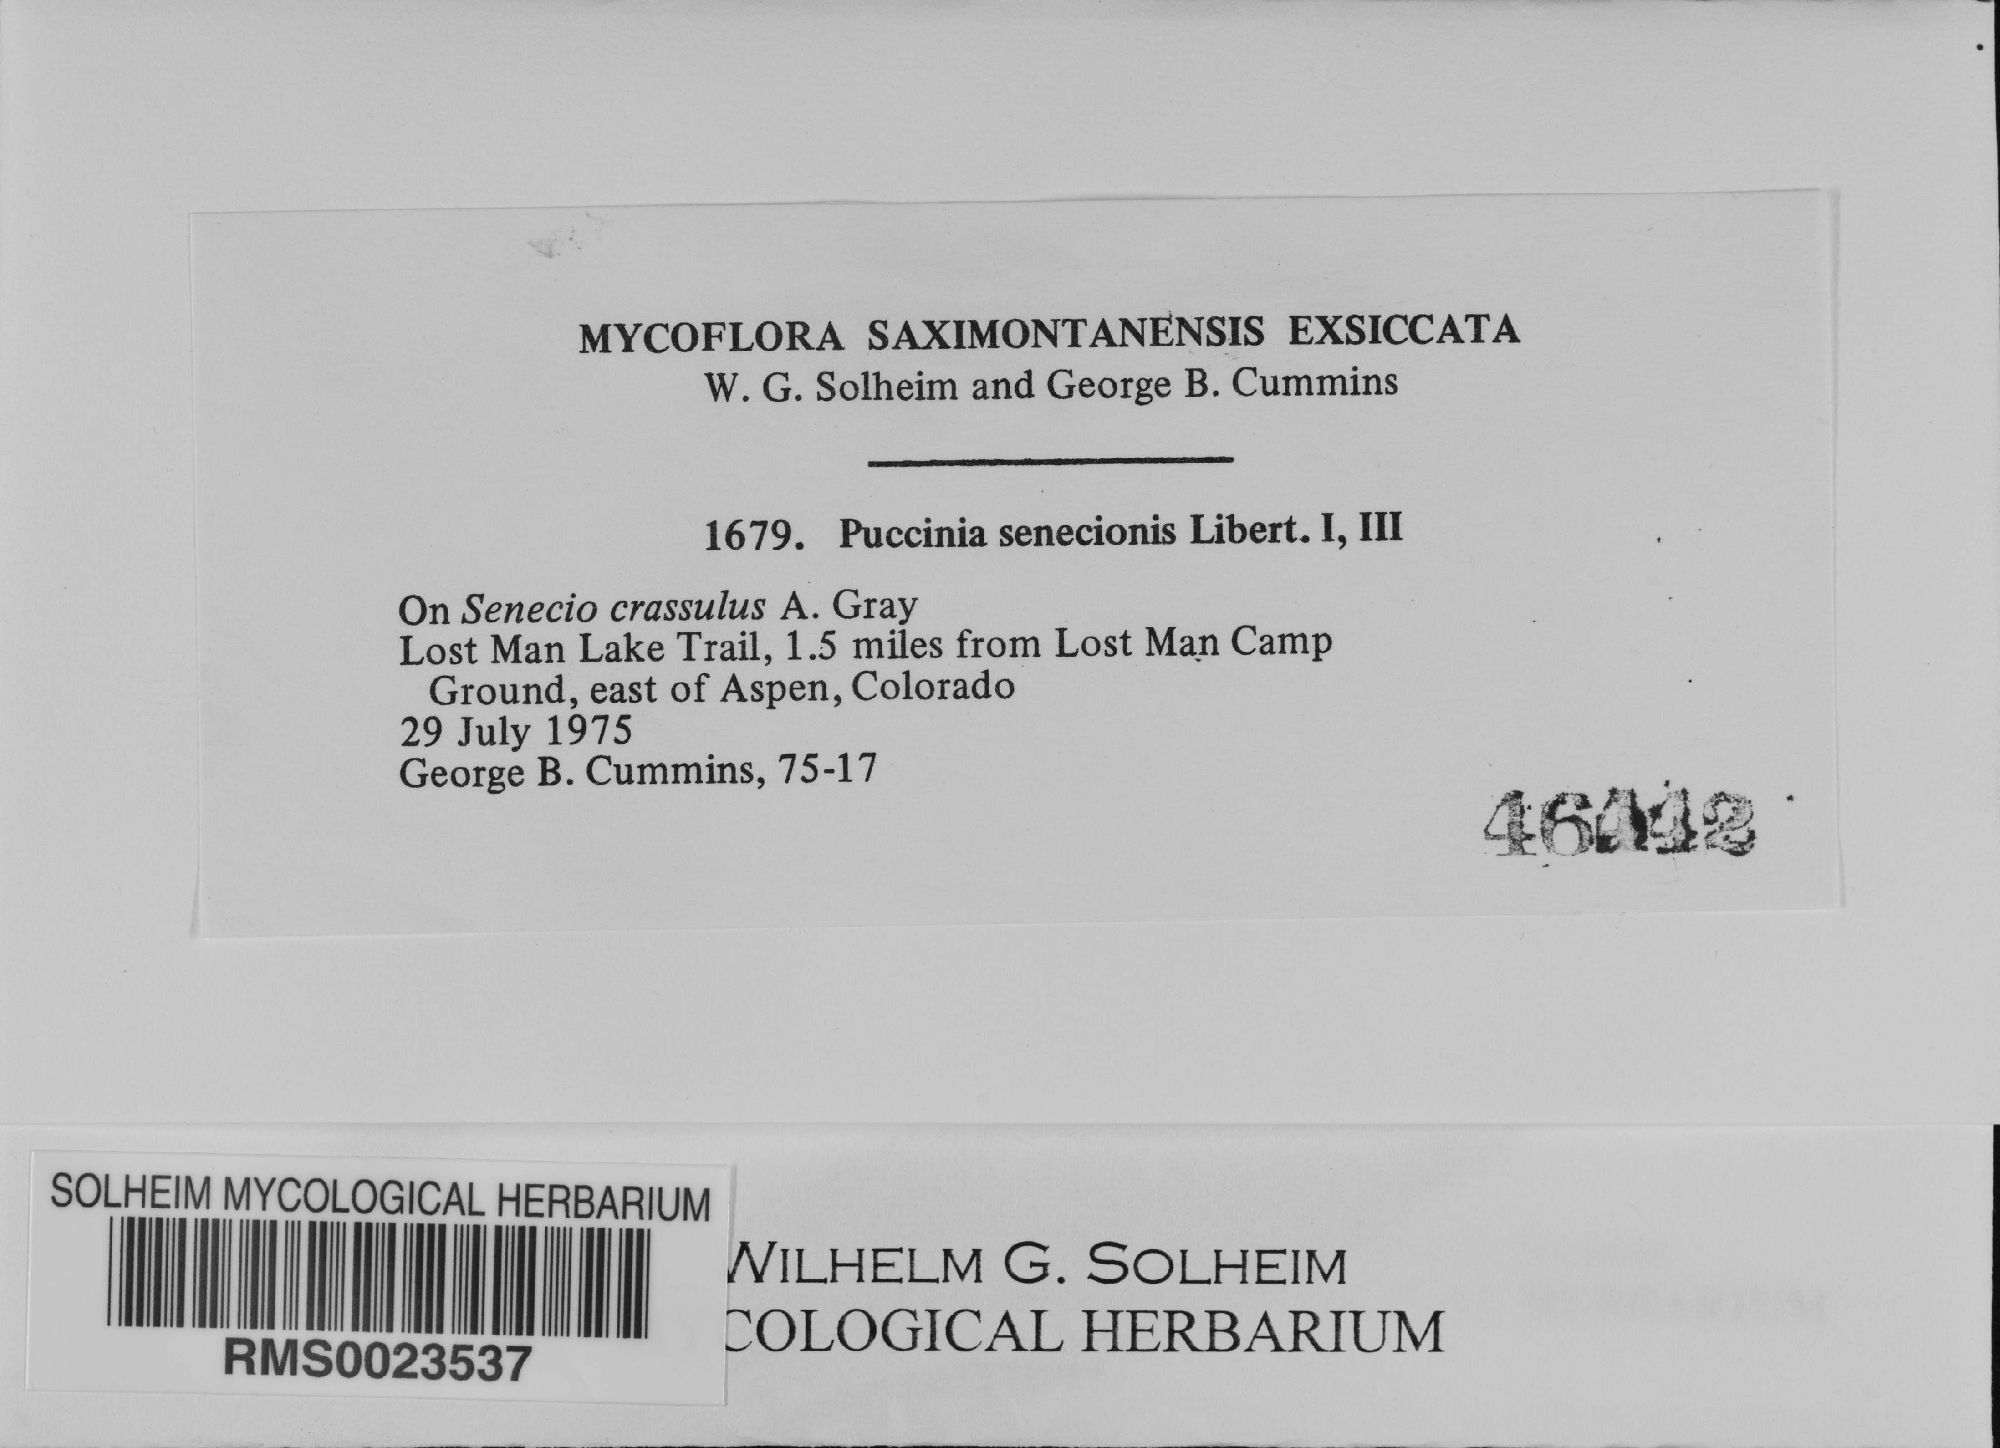 MYCOFLORA SAXIMONTANENSIS EXSICCATA
W. G. Solheim and George B. Cummins
1679. Puccinia senecionis Libert. I, III
On Senecio crassulus A. Gray
Lost Man Lake Trail, 1.5 miles from Lost Man Camp
Ground, east of Aspen, Colorado
29 July 1975
George B. Cummins, 75-17
SOLHEIM MYCOLOGICAL HERBARIUM
RMS0023537
WILHELM G. SOLHEIM
COLOGICAL HERBARIUM